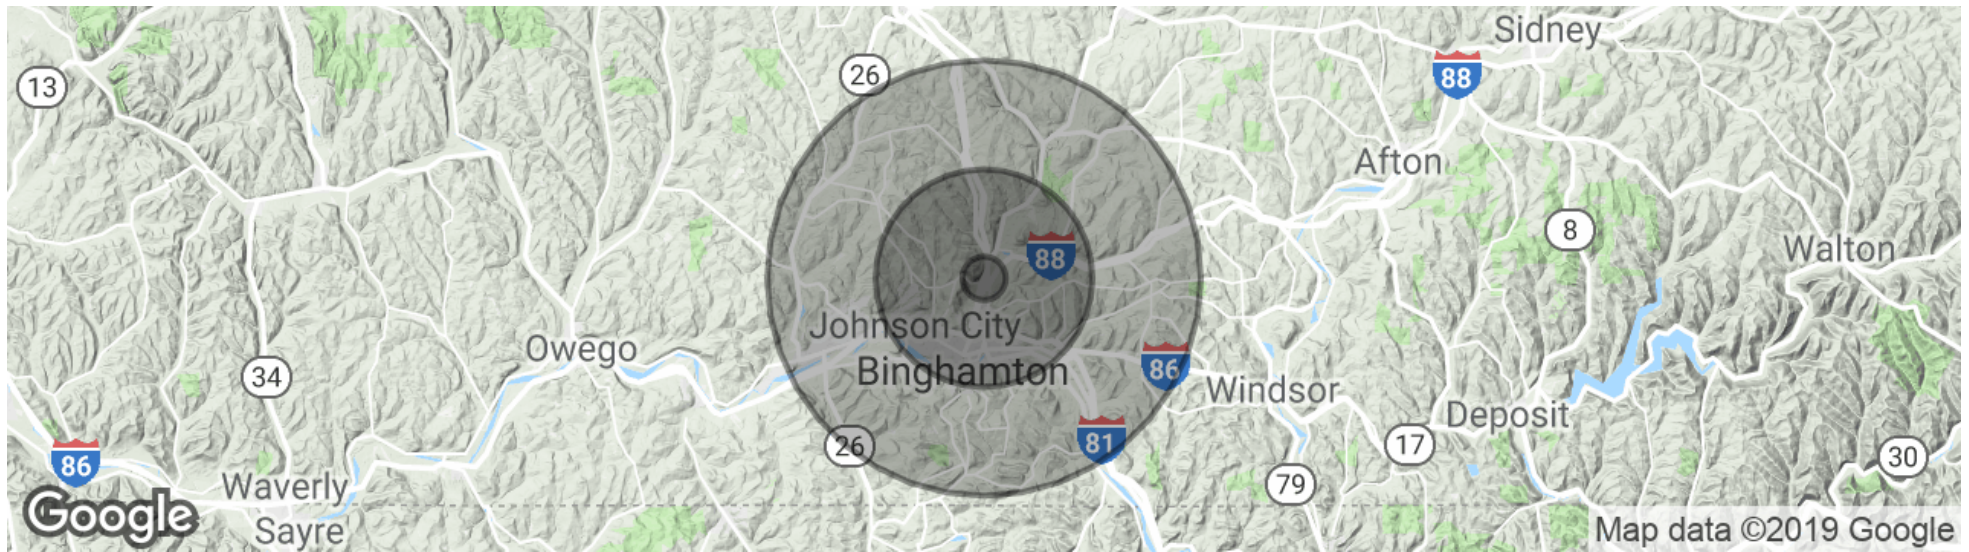 Sidney
26
13
88
Afton
8
88
Walton
Johnson City
Owego
Binghamton
86
34
Windsor
Deposit
26
81
17
86
30
Waverly
79
Google
Sayre
Map data ©2019 Google